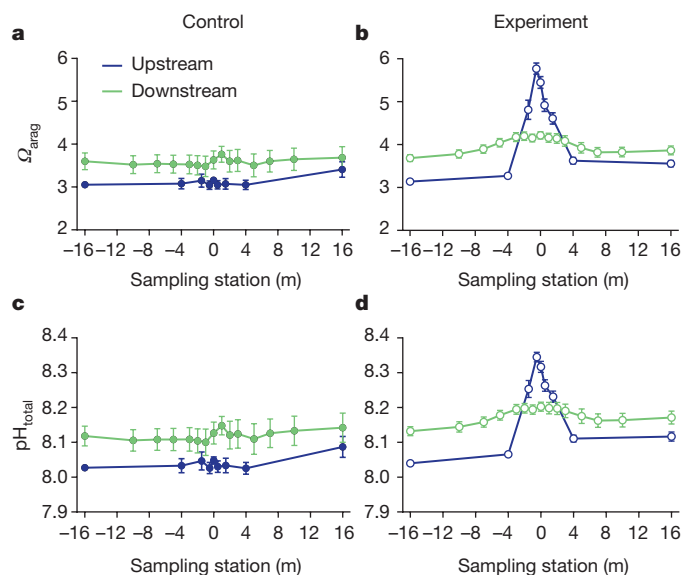 Control
Experiment
a
b
6
5
4
3
2
Ωarag
Upstream
Downstream
−16 −12 −8 −4 0 4 8 12 16
Sampling station (m)
6
5
4
3
2
−16 −12 −8 −4 0 4 8 12 16
Sampling station (m)
c
d
8.4
8.3
8.2
8.1
8.0
7.9
pHtotal
−16 −12 −8 −4 0 4 8 12 16
Sampling station (m)
8.4
8.3
8.2
8.1
8.0
7.9
−16 −12 −8 −4 0 4 8 12 16
Sampling station (m)